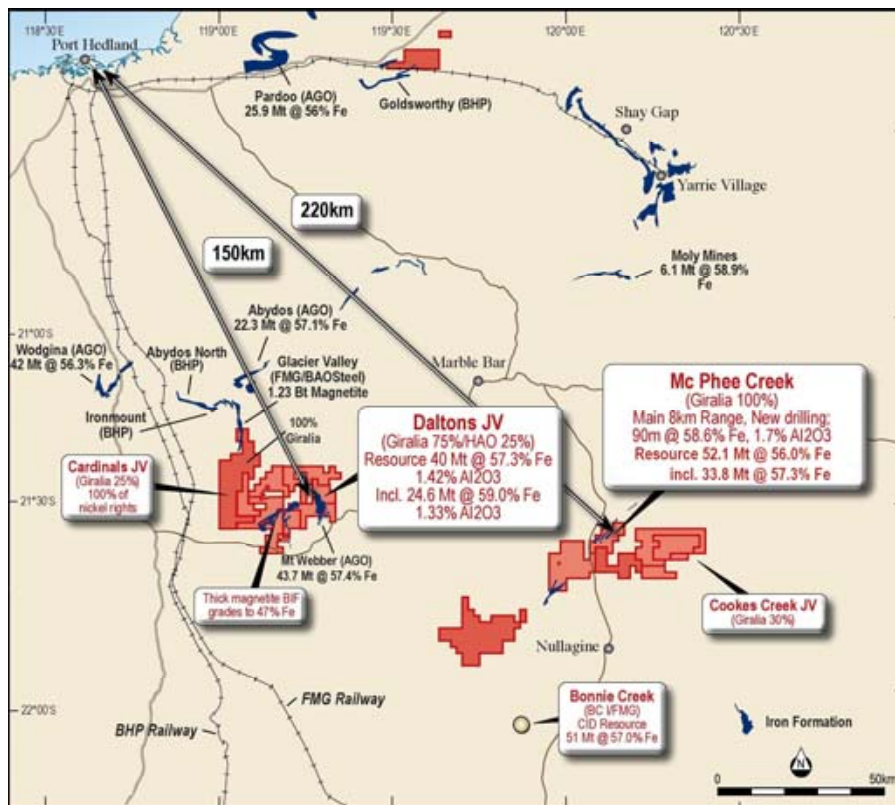 118°30'E
119°00'E
119°30'E
120°00'E
120°30'E
Port Hedland
Pardoo (AGO)
25.9 Mt @ 56% Fe
Goldsworthy (BHP)
Shay Gap
Yarrie Village
220km
150km
Moly Mines
6.1 Mt @ 58.9%
Fe
Abydos (AGO)
22.3 Mt @ 57.1% Fe
21°00'S
Wodgina (AGO)
42 Mt @ 56.3% Fe
Abydos North
(BHP)
Glacier Valley
(FMG/BAOSteel)
1.23 Bt Magnetite
Marble Bar
Ironmount
(BHP)
100%
Giralia
Mc Phee Creek
(Giralia 100%)
Main 8km Range, New drilling;
90m @ 58.6% Fe, 1.7% Al2O3
Resource 52.1 Mt @ 56.0% Fe
incl. 33.8 Mt @ 57.3% Fe
Daltons JV
(Giralia 75%/HAO 25%)
Resource 40 Mt @ 57.3% Fe
1.42% Al2O3
Incl. 24.6 Mt @ 59.0% Fe
1.33% Al2O3
Cardinals JV
(Giralia 25%)
100% of
nickel rights
21°30'S
Mt Webber (AGO)
43.7 Mt @ 57.4% Fe
Thick magnetite BIF
grades to 47% Fe
Cookes Creek JV
(Giralia 30%)
Nullagine
22°00'S
BHP Railway
FMG Railway
Bonnie Creek
(BC I/FMG)
CID Resource
51 Mt @ 57.0% Fe
Iron Formation
N
0
50km